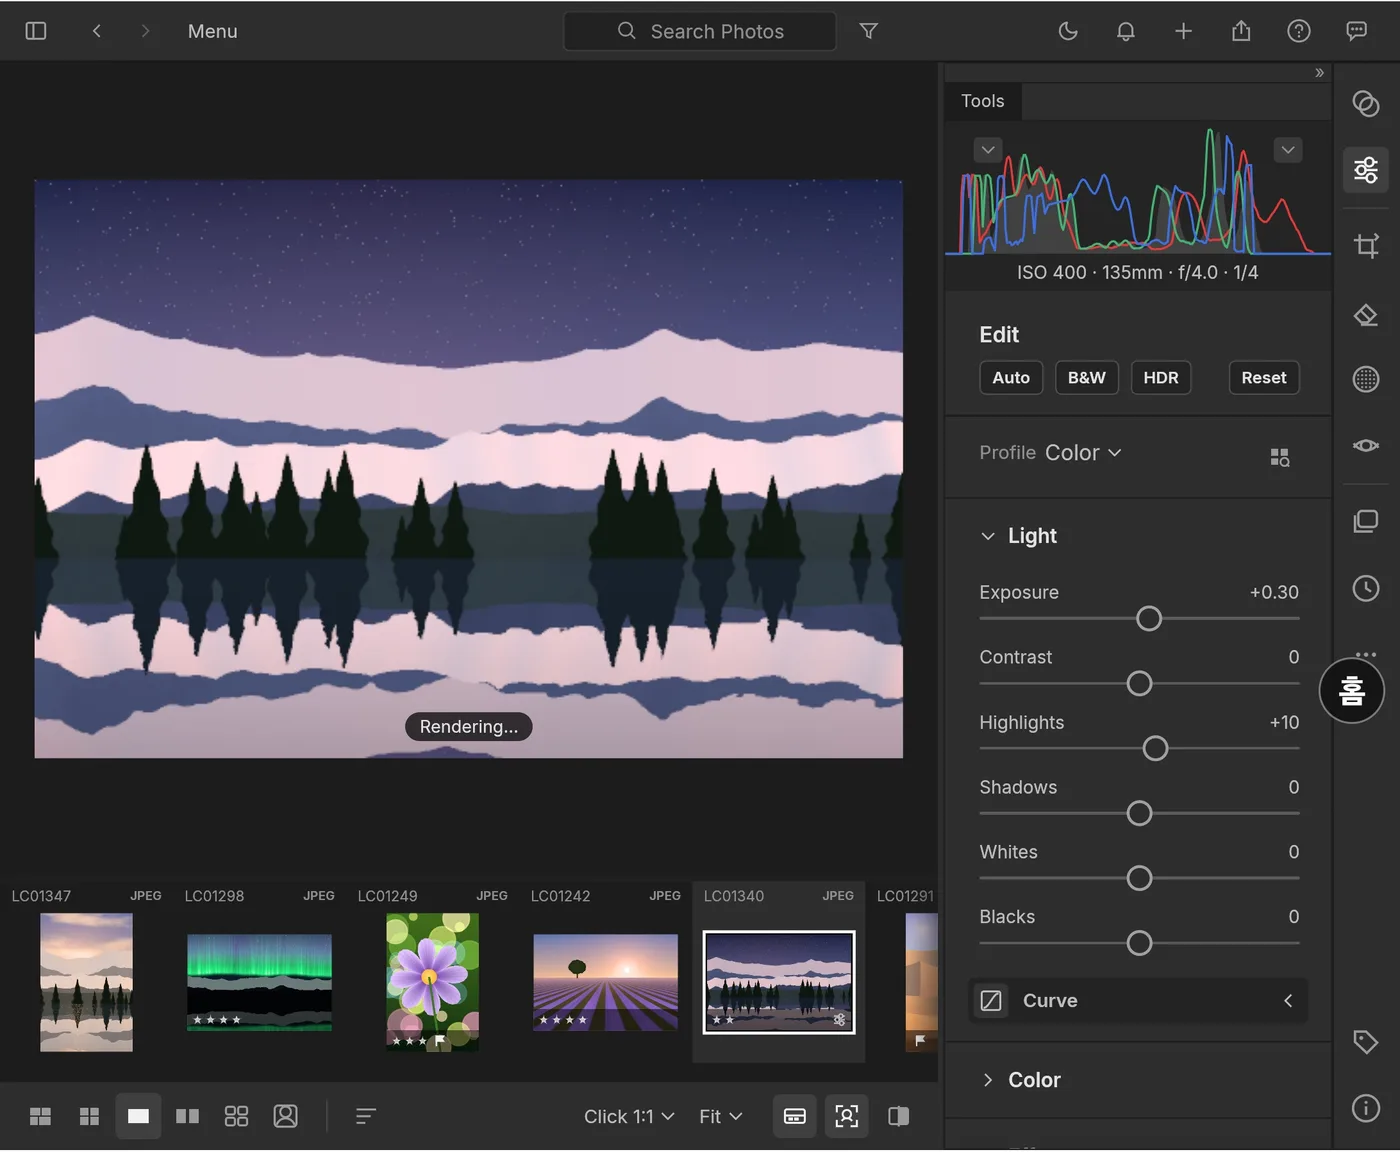 Menu
Search Photos
Tools
ISO 400 · 135mm · f/4.0 · 1/4
Edit
Auto B&W HDR Reset
Profile Color
Light
Exposure +0.30
Contrast 0
Highlights +10
Shadows 0
Whites 0
Blacks 0
Curve
Color
Rendering...
LC01347 JPEG LC01298 JPEG LC01249 JPEG LC01242 JPEG LC01340 JPEG LC01291
Click 1:1 Fit